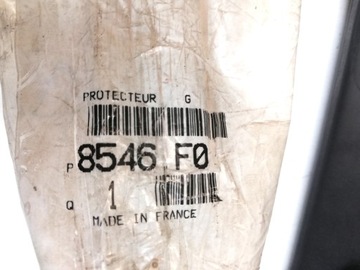 PROTECTEUR G
P 8546 F0
Q 1
MADE IN FRANCE